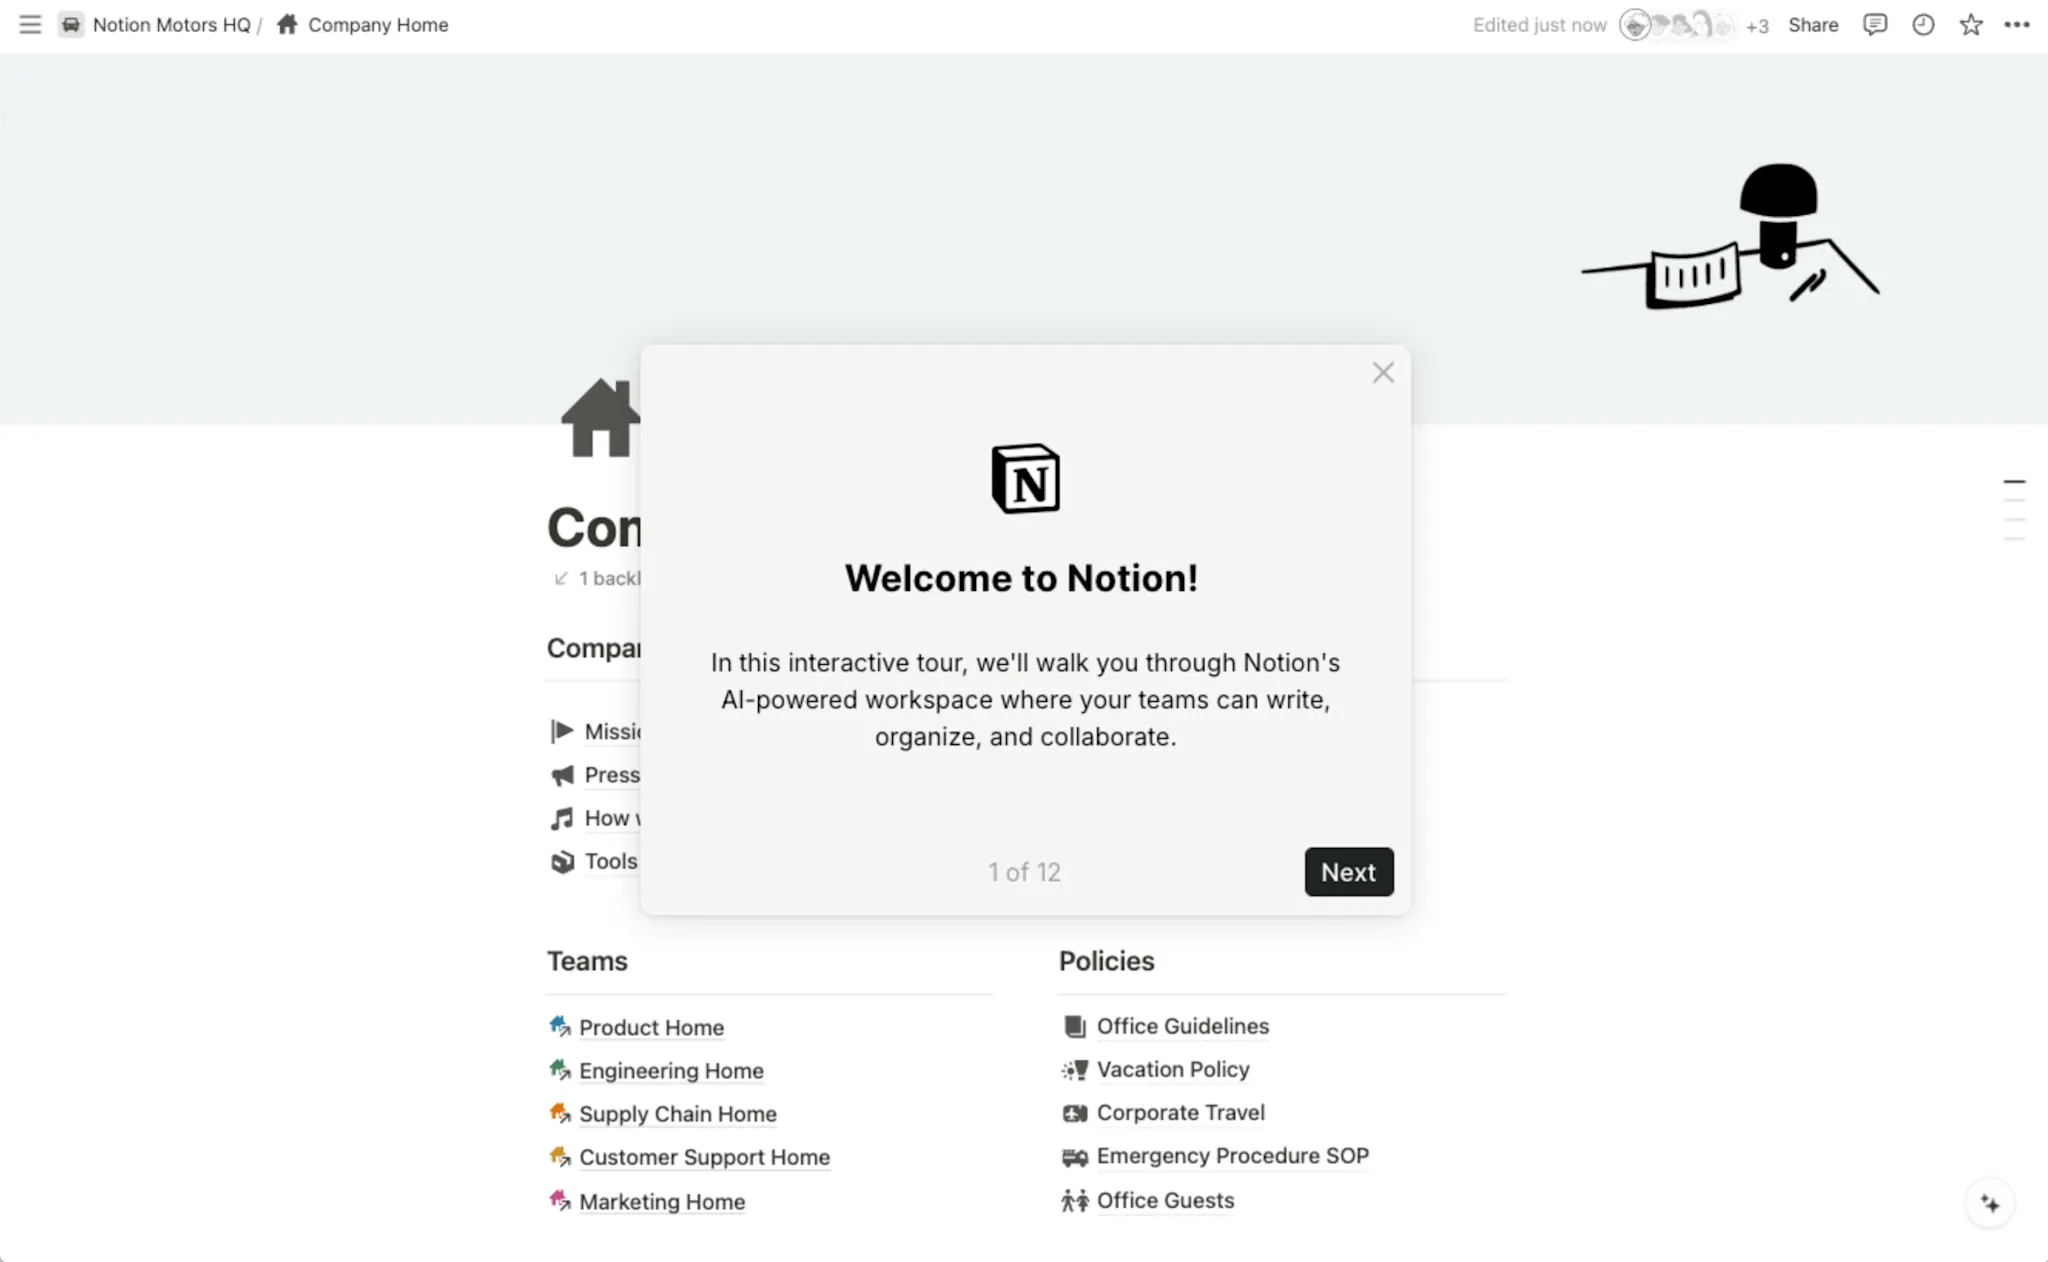 Notion Motors HQ / Company Home
Edited just now +3 Share
Con
1 backl
Compar
Missio
Press
How
Tools
N
Welcome to Notion!
In this interactive tour, we'll walk you through Notion's
AI-powered workspace where your teams can write,
organize, and collaborate.
1 of 12
Next
Teams
Product Home
Engineering Home
Supply Chain Home
Customer Support Home
Marketing Home
Policies
Office Guidelines
Vacation Policy
Corporate Travel
Emergency Procedure SOP
Office Guests